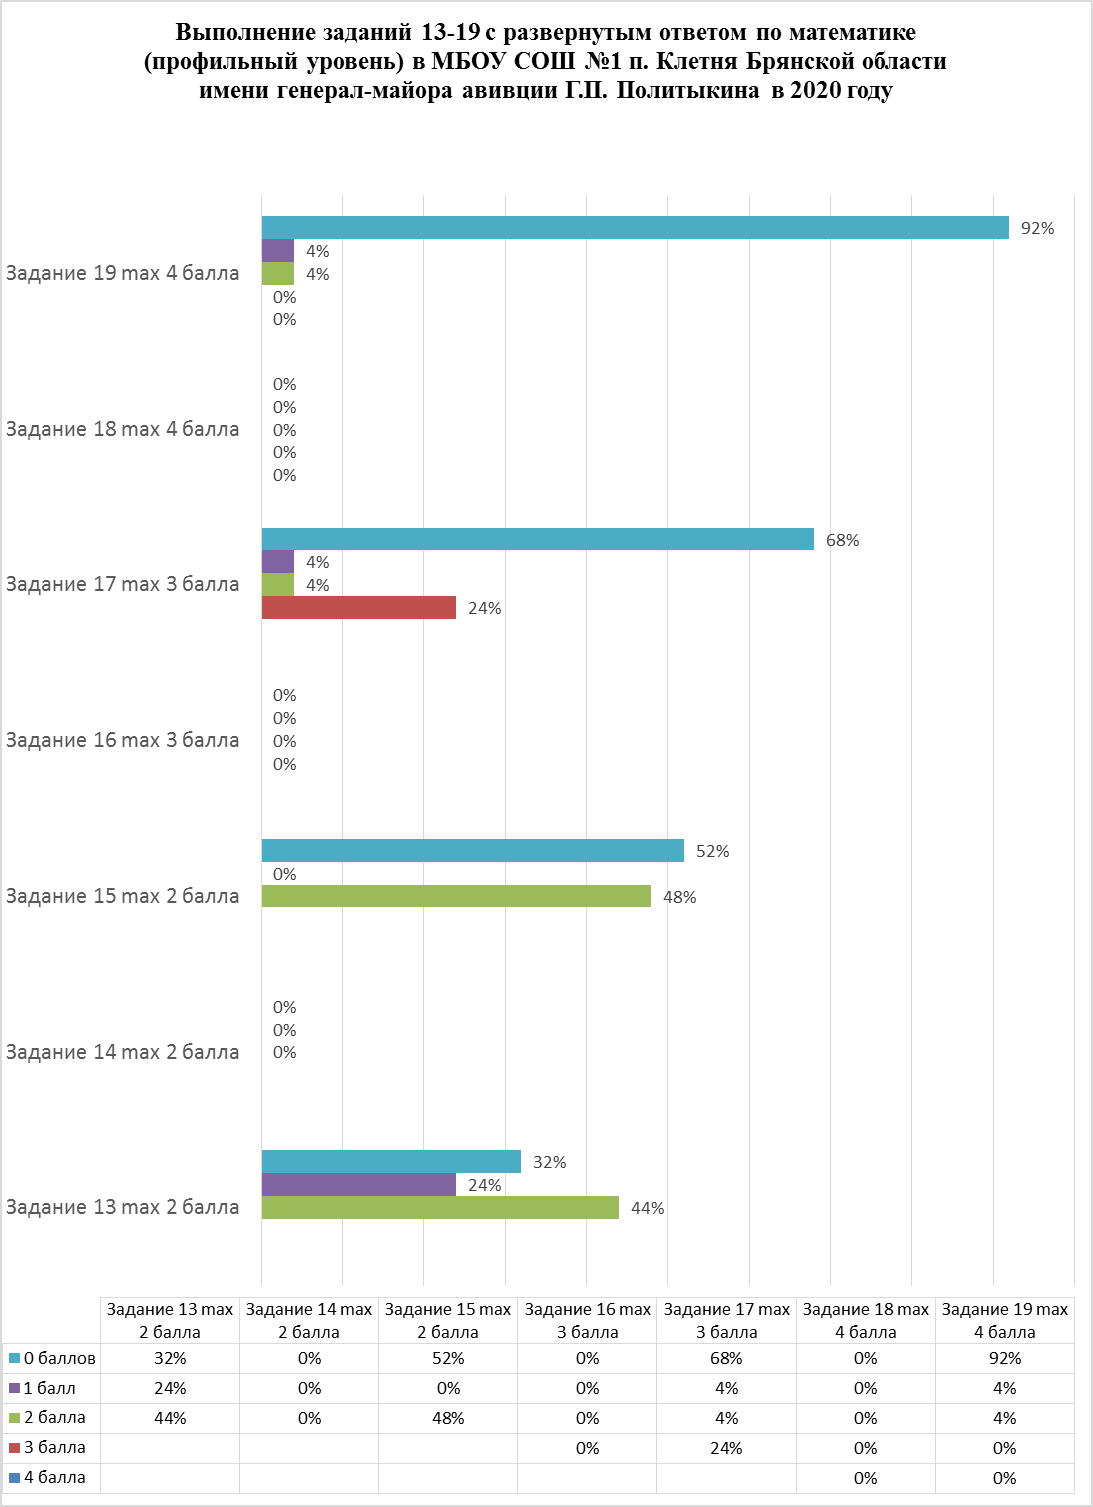 Выполнение заданий 13-19 с развернутым ответом по математике
(профильный уровень) в МБОУ СОШ №1 п. Клетня Брянской области
имени генерал-майора авивции Г.П. Политыкина в 2020 году
92%
4%
Задание 19 max 4 балла
4%
0%
0%
0%
0%
Задание 18 max 4 балла
0%
0%
0%
68%
4%
Задание 17 max 3 балла
4%
24%
0%
0%
Задание 16 max 3 балла
0%
0%
52%
0%
Задание 15 max 2 балла
48%
0%
0%
Задание 14 max 2 балла
0%
32%
24%
Задание 13 max 2 балла
44%
Задание 13 max 2 балла Задание 14 max 2 балла Задание 15 max 2 балла Задание 16 max 3 балла Задание 17 max 3 балла Задание 18 max 4 балла Задание 19 max 4 балла
0 баллов 32% 0% 52% 0% 68% 0% 92%
1 балл 24% 0% 0% 0% 4% 0% 4%
2 балла 44% 0% 48% 0% 4% 0% 4%
3 балла 0% 24% 0% 0%
4 балла 0% 0%